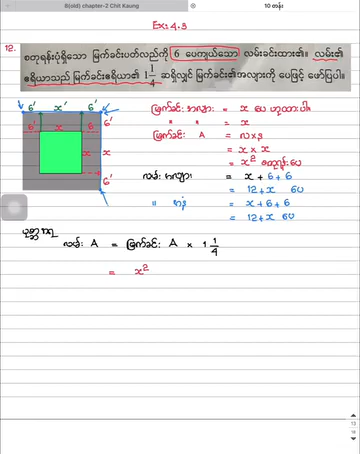 B(old) chapter-2 Chit Kaung
10 တန်း
Ex: 4.3
12. စတုရန်းပုံရှိသော မြက်ခင်းပတ်လည်ကို 6 ပေကျယ်သော လမ်းခင်းထား၏။ လမ်း၏
ဧရိယာသည် မြက်ခင်းဧရိယာ၏ 1 1/4 ဆရှိလျှင် မြက်ခင်း၏အလျားကို ပေဖြင့် ဖော်ပြပါ။
6' x' 6'
6' x 6 6'
x x
6'
မြက်ခင်း အလျား = x ပေ ဟုထားပါ။
" " = x
မြက်ခင်း A = လ × န
= x × x
= x² စတုရန်းပေ
လမ်း အလျား = x + 6 + 6
= 12 + x ပေ
" အနံ = x + 6 + 6
= 12 + x ပေ
ပုစ္ဆာအရ
လမ်း A = မြက်ခင်း A × 1 1/4
= x²
13
18